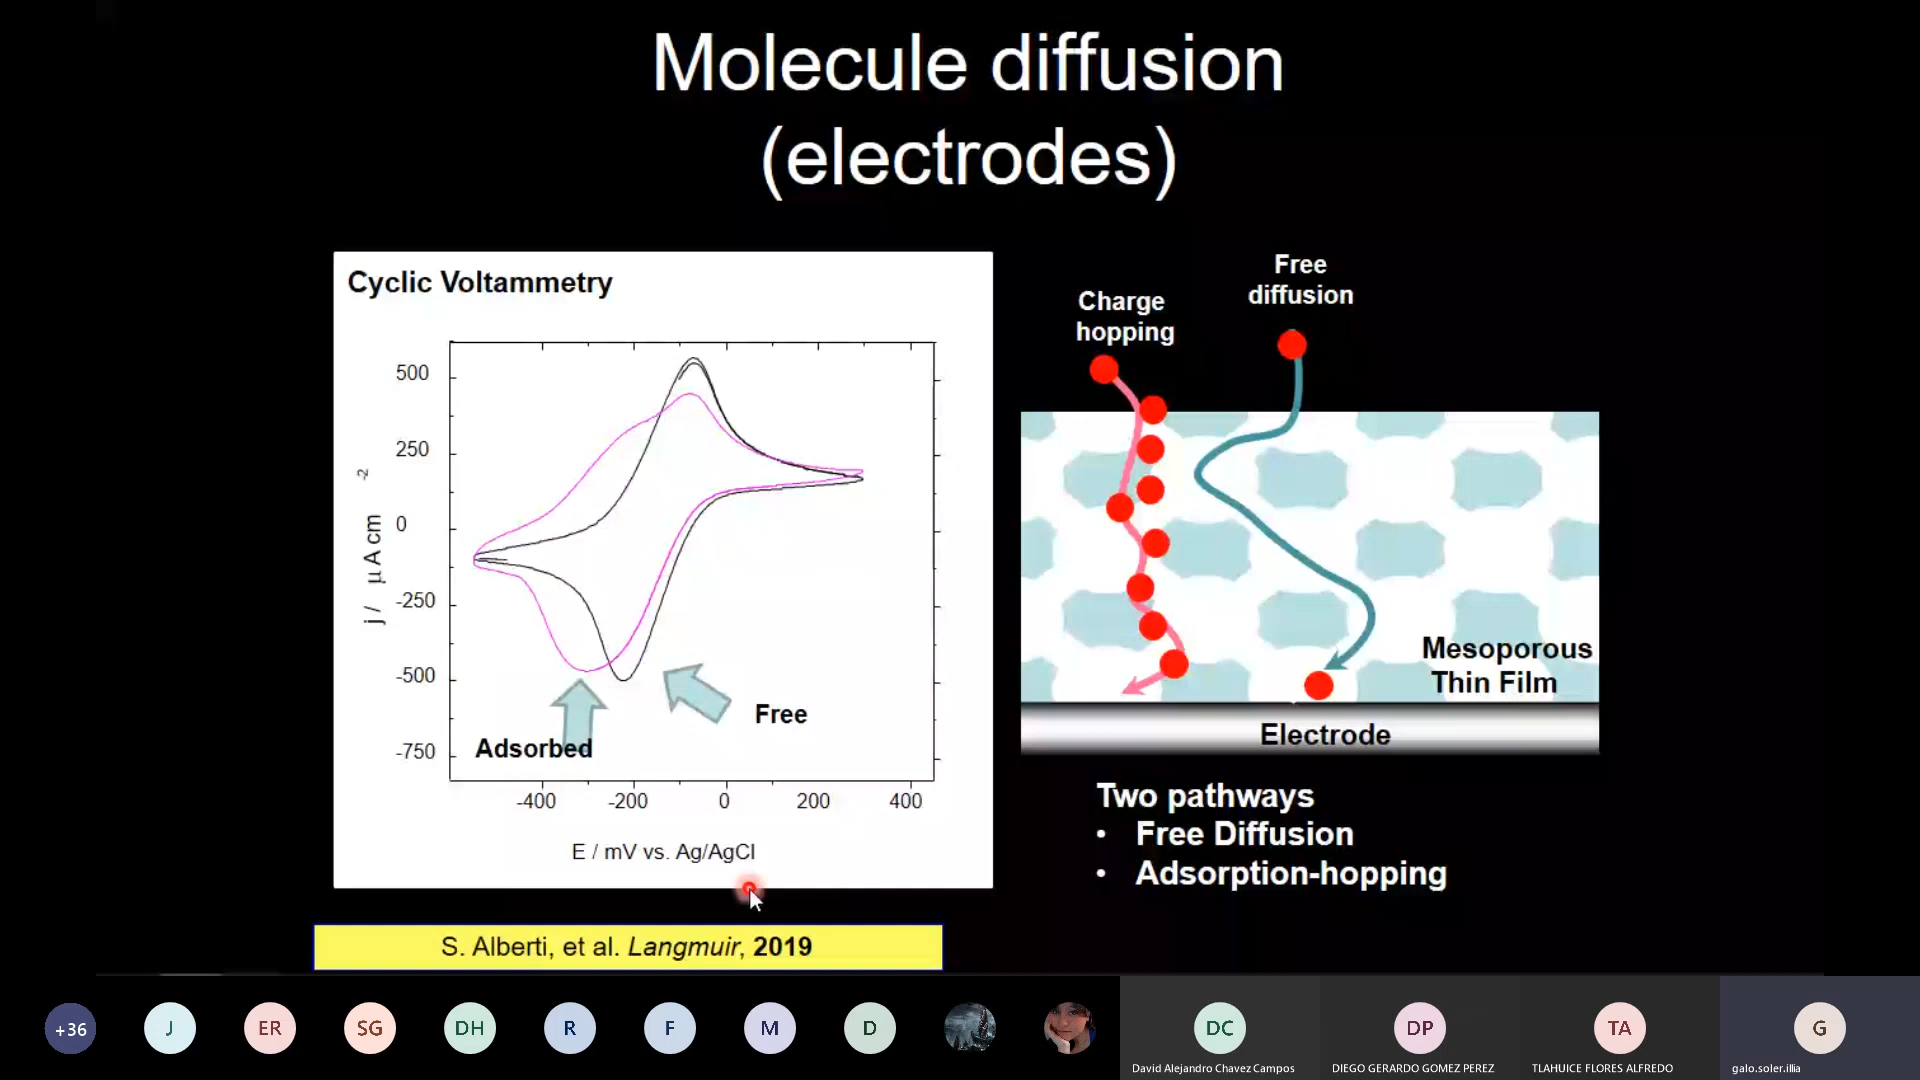 Molecule diffusion
(electrodes)
Cyclic Voltammetry
500
250
0
-250
-500
-750
j / μ A cm -2
Adsorbed
Free
-400 -200 0 200 400
E / mV vs. Ag/AgCl
S. Alberti, et al. Langmuir, 2019
Charge
hopping
Free
diffusion
Mesoporous
Thin Film
Electrode
Two pathways
• Free Diffusion
• Adsorption-hopping
+36 J ER SG DH R F M D DC DP TA G
David Alejandro Chavez Campos DIEGO GERARDO GOMEZ PEREZ TLAHUICE FLORES ALFREDO galo.soler.illia